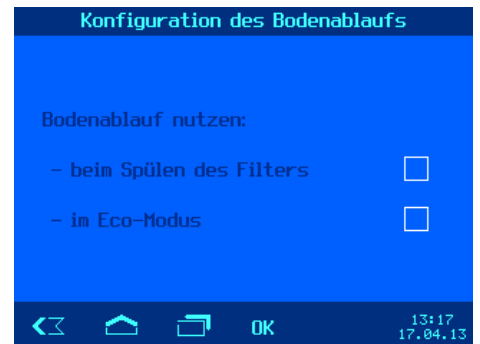 Konfiguration des Bodenablaufs
Bodenablauf nutzen:
- beim Spülen des Filters
- im Eco-Modus
OK
13:17
17.04.13